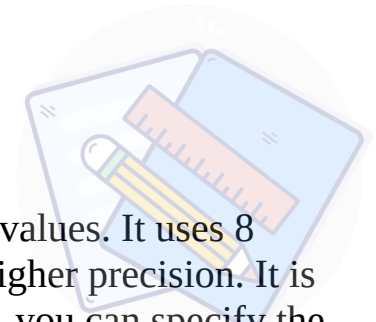 values. It uses 8
igher precision. It is
you can specify the